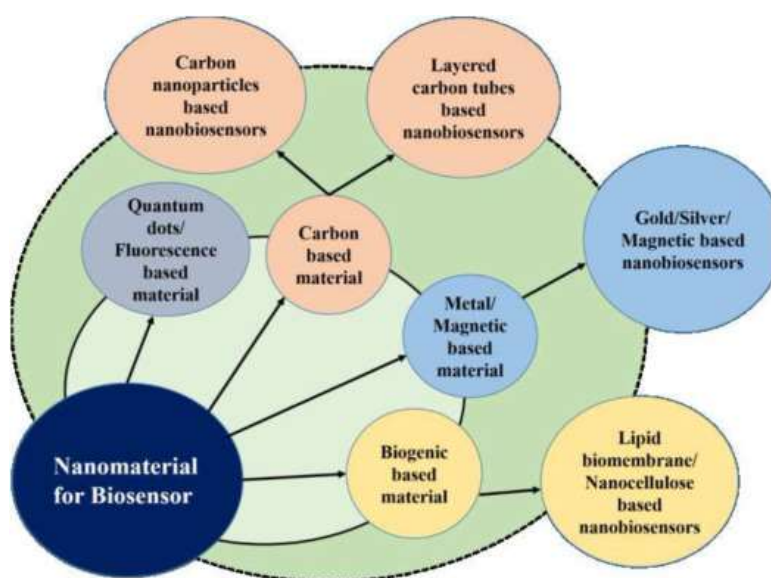 Carbon
nanoparticles
based
nanobiosensors
Layered
carbon tubes
based
nanobiosensors
Quantum
dots/
Fluorescence
based
material
Carbon
based
material
Gold/Silver/
Magnetic based
nanobiosensors
Metal/
Magnetic
based
material
Nanomaterial
for Biosensor
Biogenic
based
material
Lipid
biomembrane/
Nanocellulose
based
nanobiosensors